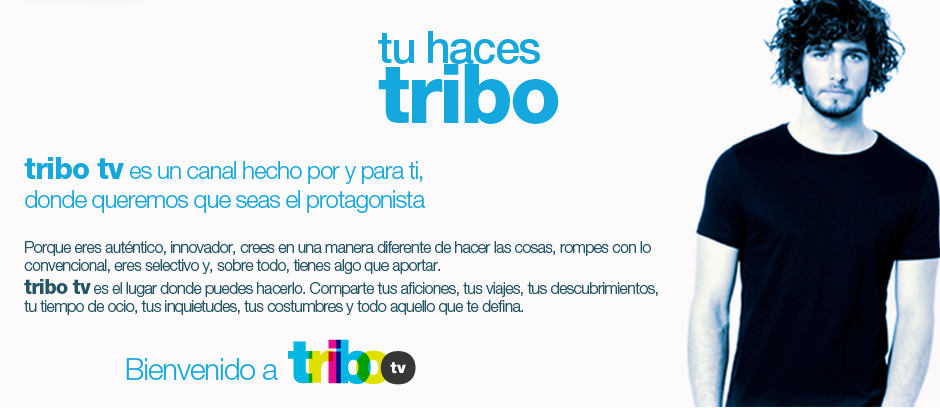 tu haces
tribo
tribo tv es un canal hecho por y para ti,
donde queremos que seas el protagonista
Porque eres auténtico, innovador, crees en una manera diferente de hacer las cosas, rompes con lo
convencional, eres selectivo y, sobre todo, tienes algo que aportar.
tribo tv es el lugar donde puedes hacerlo. Comparte tus aficiones, tus viajes, tus descubrimientos,
tu tiempo de ocio, tus inquietudes, tus costumbres y todo aquello que te defina.
Bienvenido a tribo tv